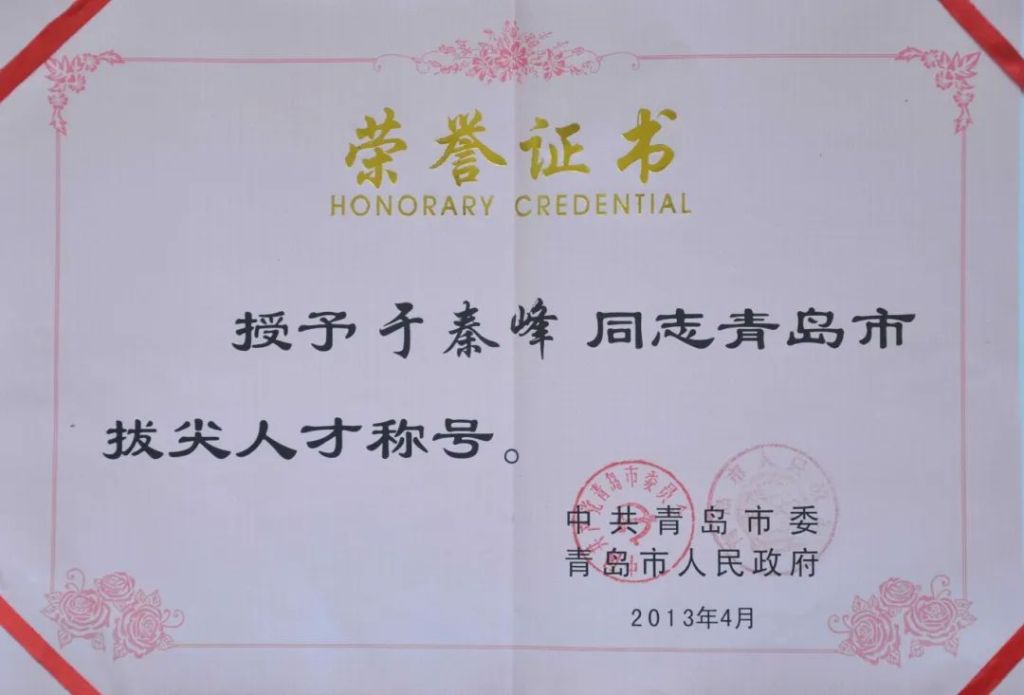 荣誉证书
HONORARY CREDENTIAL
授予于秦峰同志青岛市
拔尖人才称号。
中共青岛市委
青岛市人民政府
2013年4月